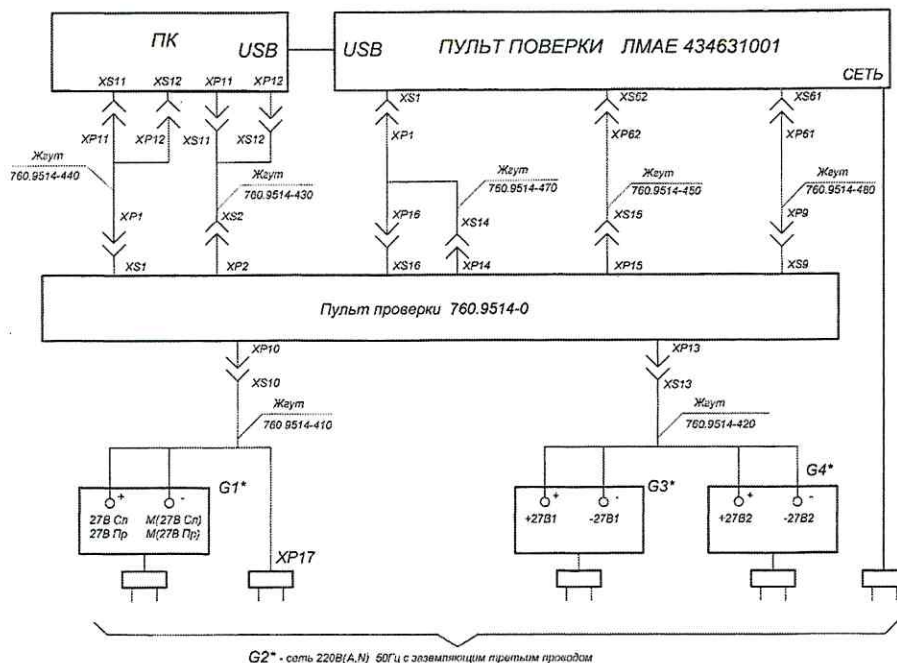 ПК
USB
USB
ПУЛЬТ ПОВЕРКИ ЛМАЕ 434631001
СЕТЬ
XS11
XS12
XP11
XP12
XS1
XS62
XS61
XP11
XP12
XS11
XS12
XP1
XP62
XP61
Жгут
760.9514-440
Жгут
760.9514-430
Жгут
760.9514-470
Жгут
760.9514-450
Жгут
760.9514-480
XP1
XS2
XP16
XS14
XS15
XP9
XS1
XP2
XS16
XP14
XP15
XS9
Пульт проверки 760.9514-0
XP10
XS10
XP13
XS13
Жгут
760.9514-410
Жгут
760.9514-420
G1*
+
-
27В Сл
27В Пр
М(27В Сл)
М(27В Пр)
XP17
G3*
+
-
+27В1
-27В1
G4*
+
-
+27В2
-27В2
G2* - сеть 220В(A,N) 50Гц с заземляющим третьим проводом